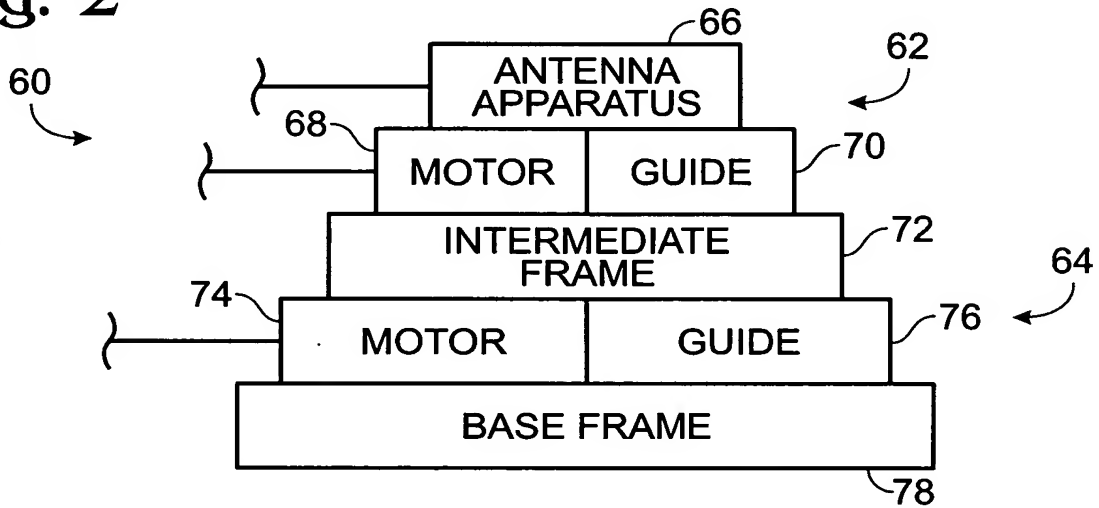 g. 2
66
ANTENNA
APPARATUS
62
60
68
MOTOR
GUIDE
70
INTERMEDIATE
FRAME
72
64
74
MOTOR
GUIDE
76
BASE FRAME
78